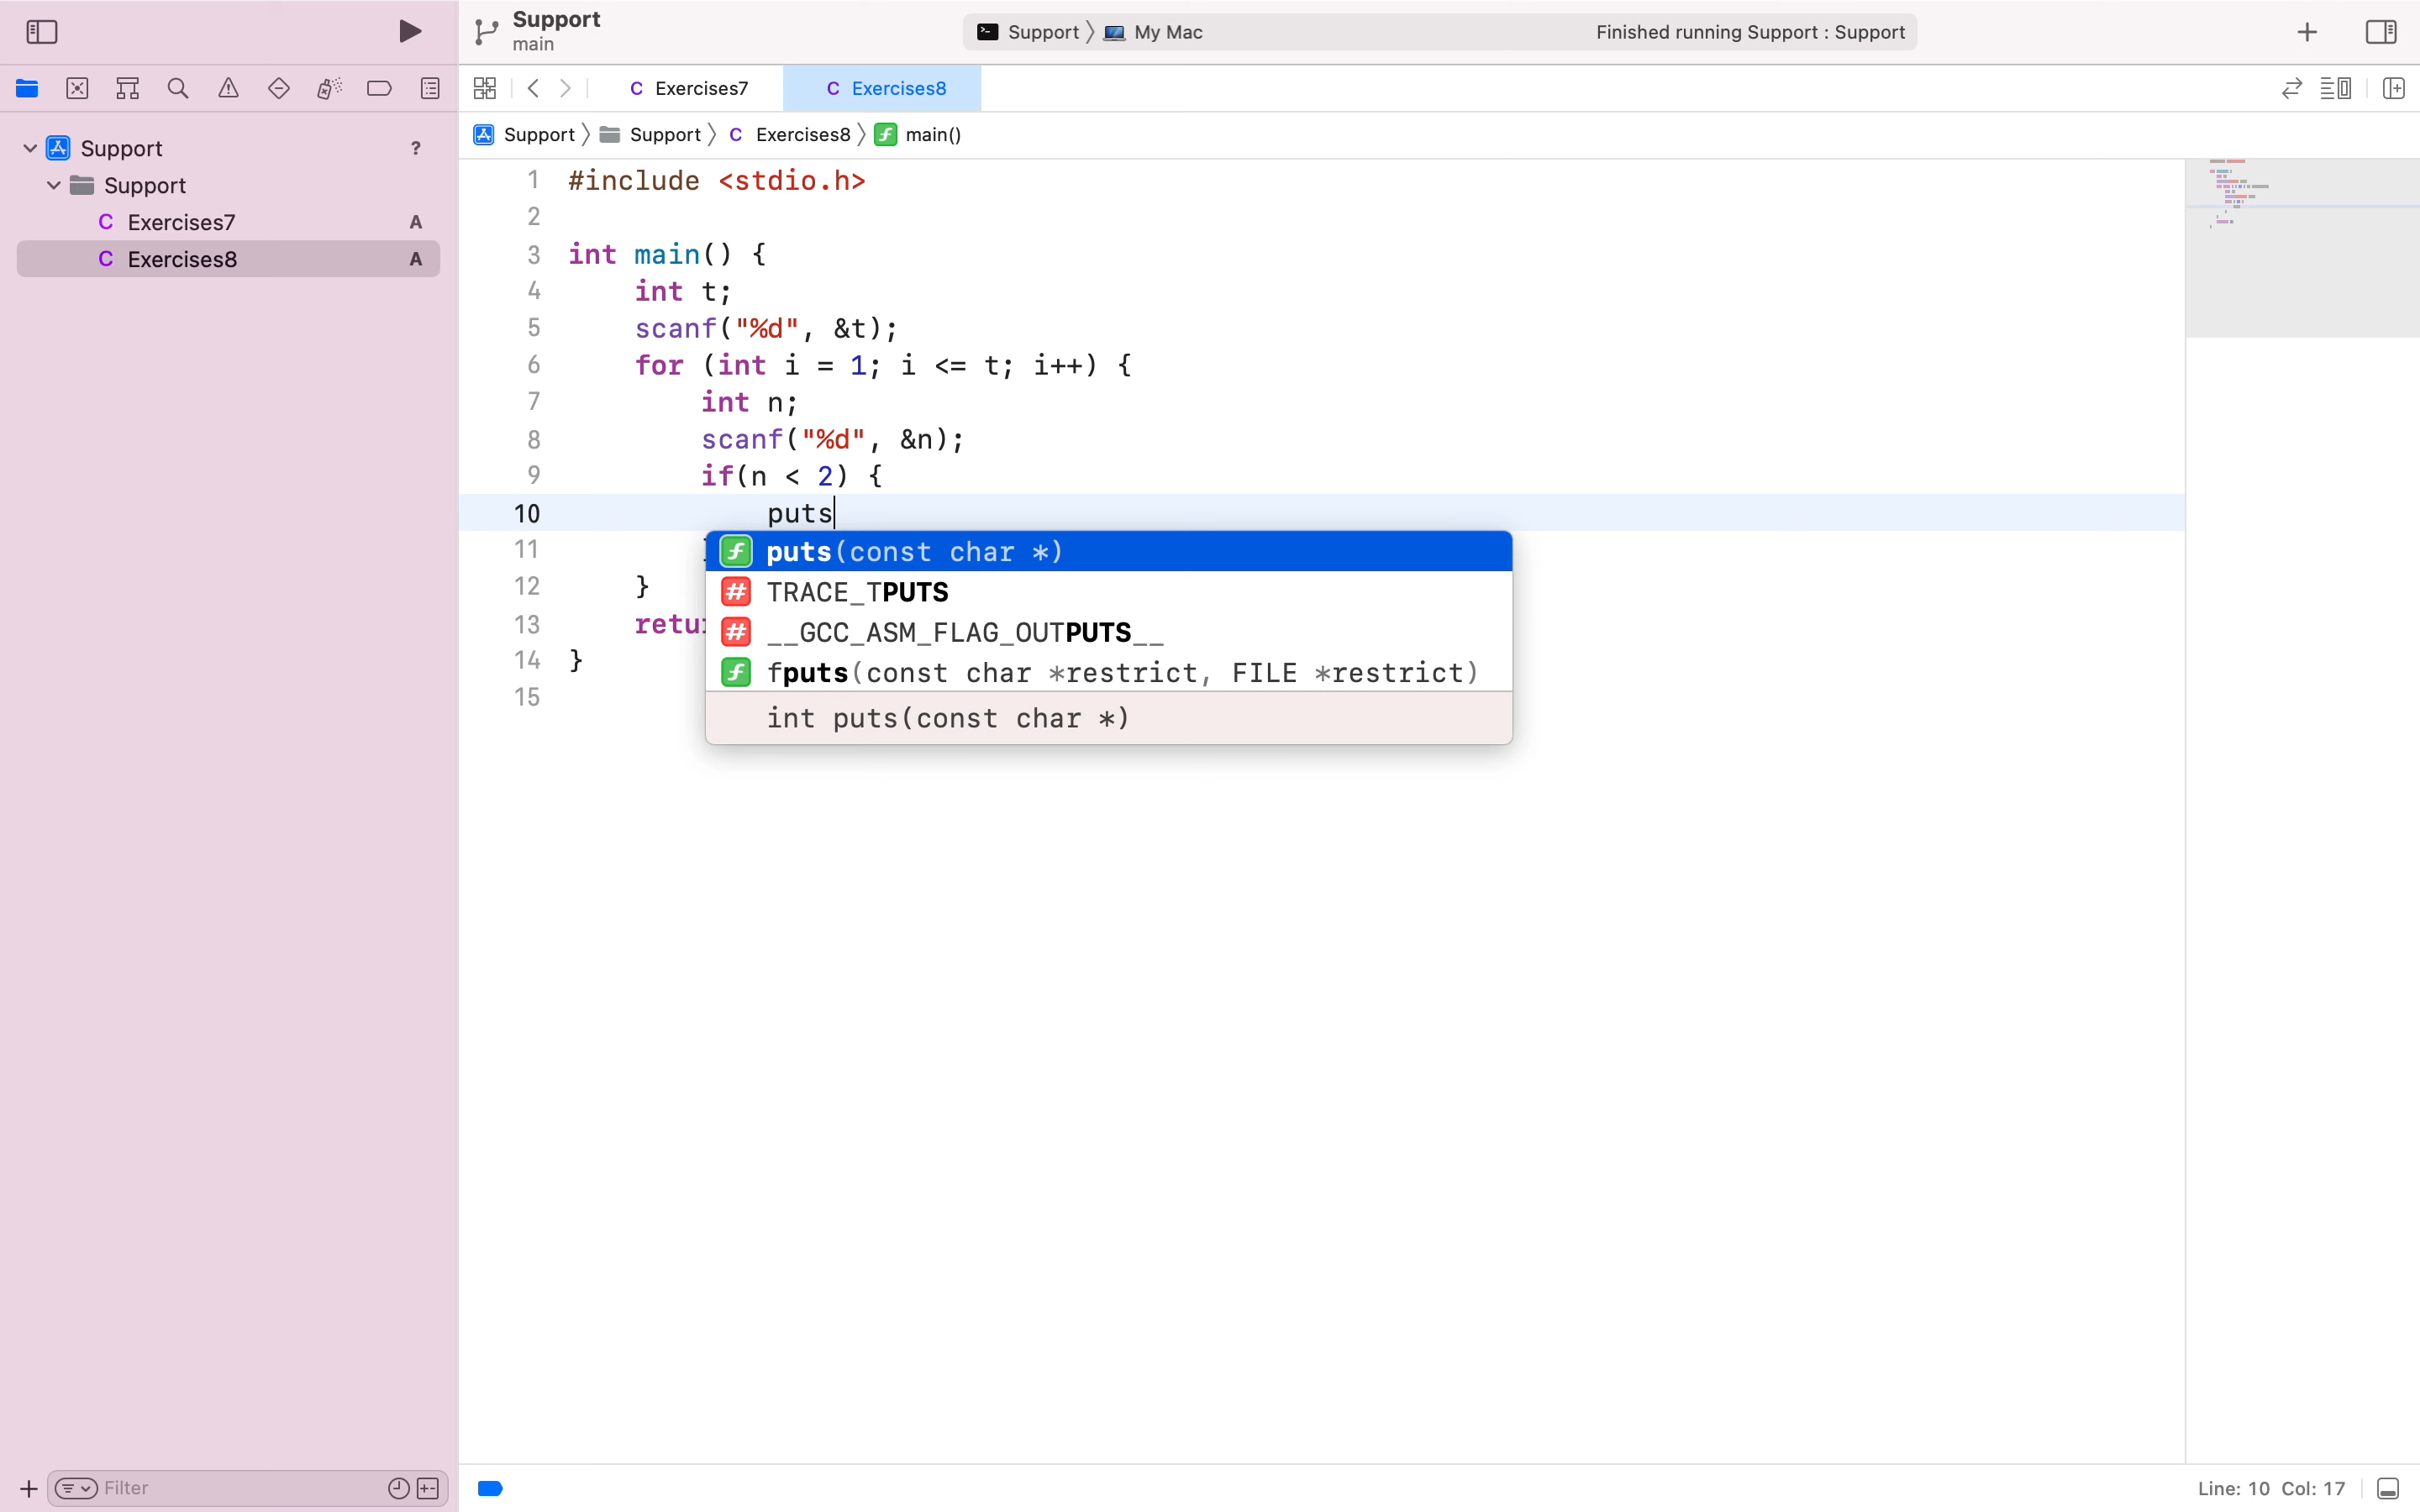 Support
main
Support
My Mac
Finished running Support : Support
C Exercises7
C Exercises8
Support
?
Support
C Exercises7 A
C Exercises8 A
Support
Support
C Exercises8
main()
1 #include <stdio.h>
2
3 int main() {
4 int t;
5 scanf("%d", &t);
6 for (int i = 1; i <= t; i++) {
7 int n;
8 scanf("%d", &n);
9 if(n < 2) {
10 puts
11
12 }
13
14 }
15
puts(const char *)
TRACE_TPUTS
__GCC_ASM_FLAG_OUTPUTS__
fputs(const char *restrict, FILE *restrict)
int puts(const char *)
Filter
Line: 10 Col: 17